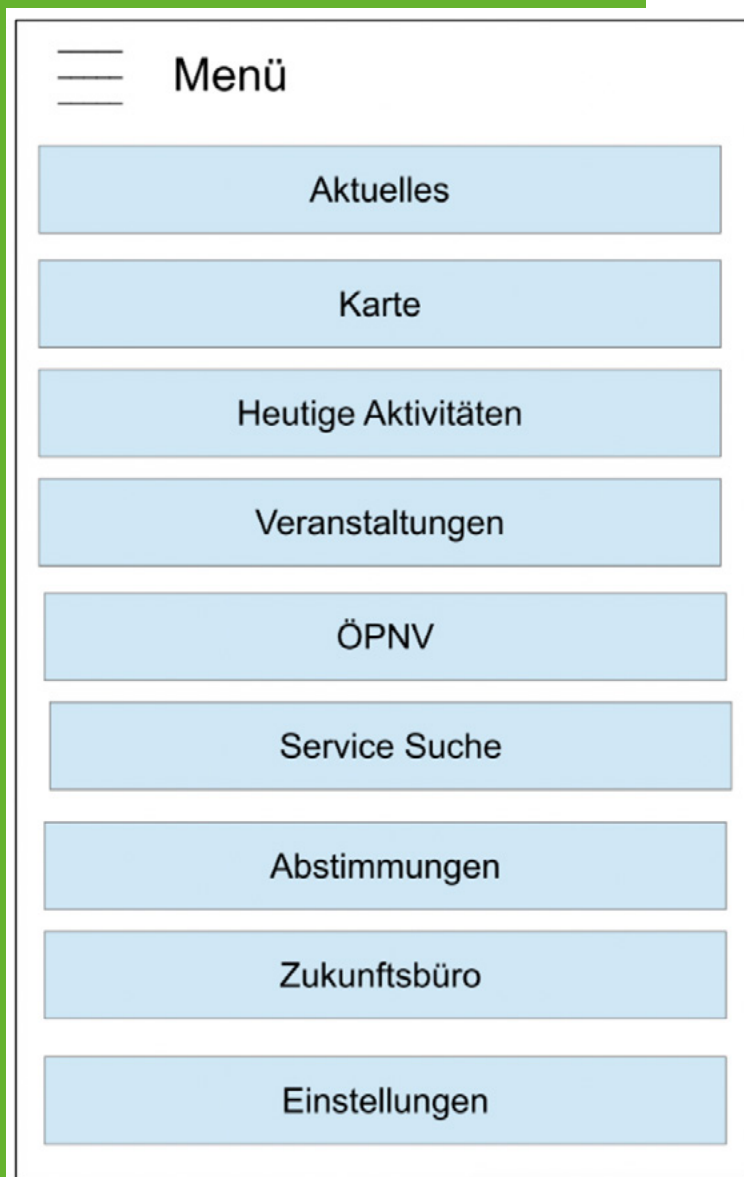 Menü
Aktuelles
Karte
Heutige Aktivitäten
Veranstaltungen
ÖPNV
Service Suche
Abstimmungen
Zukunftsbüro
Einstellungen